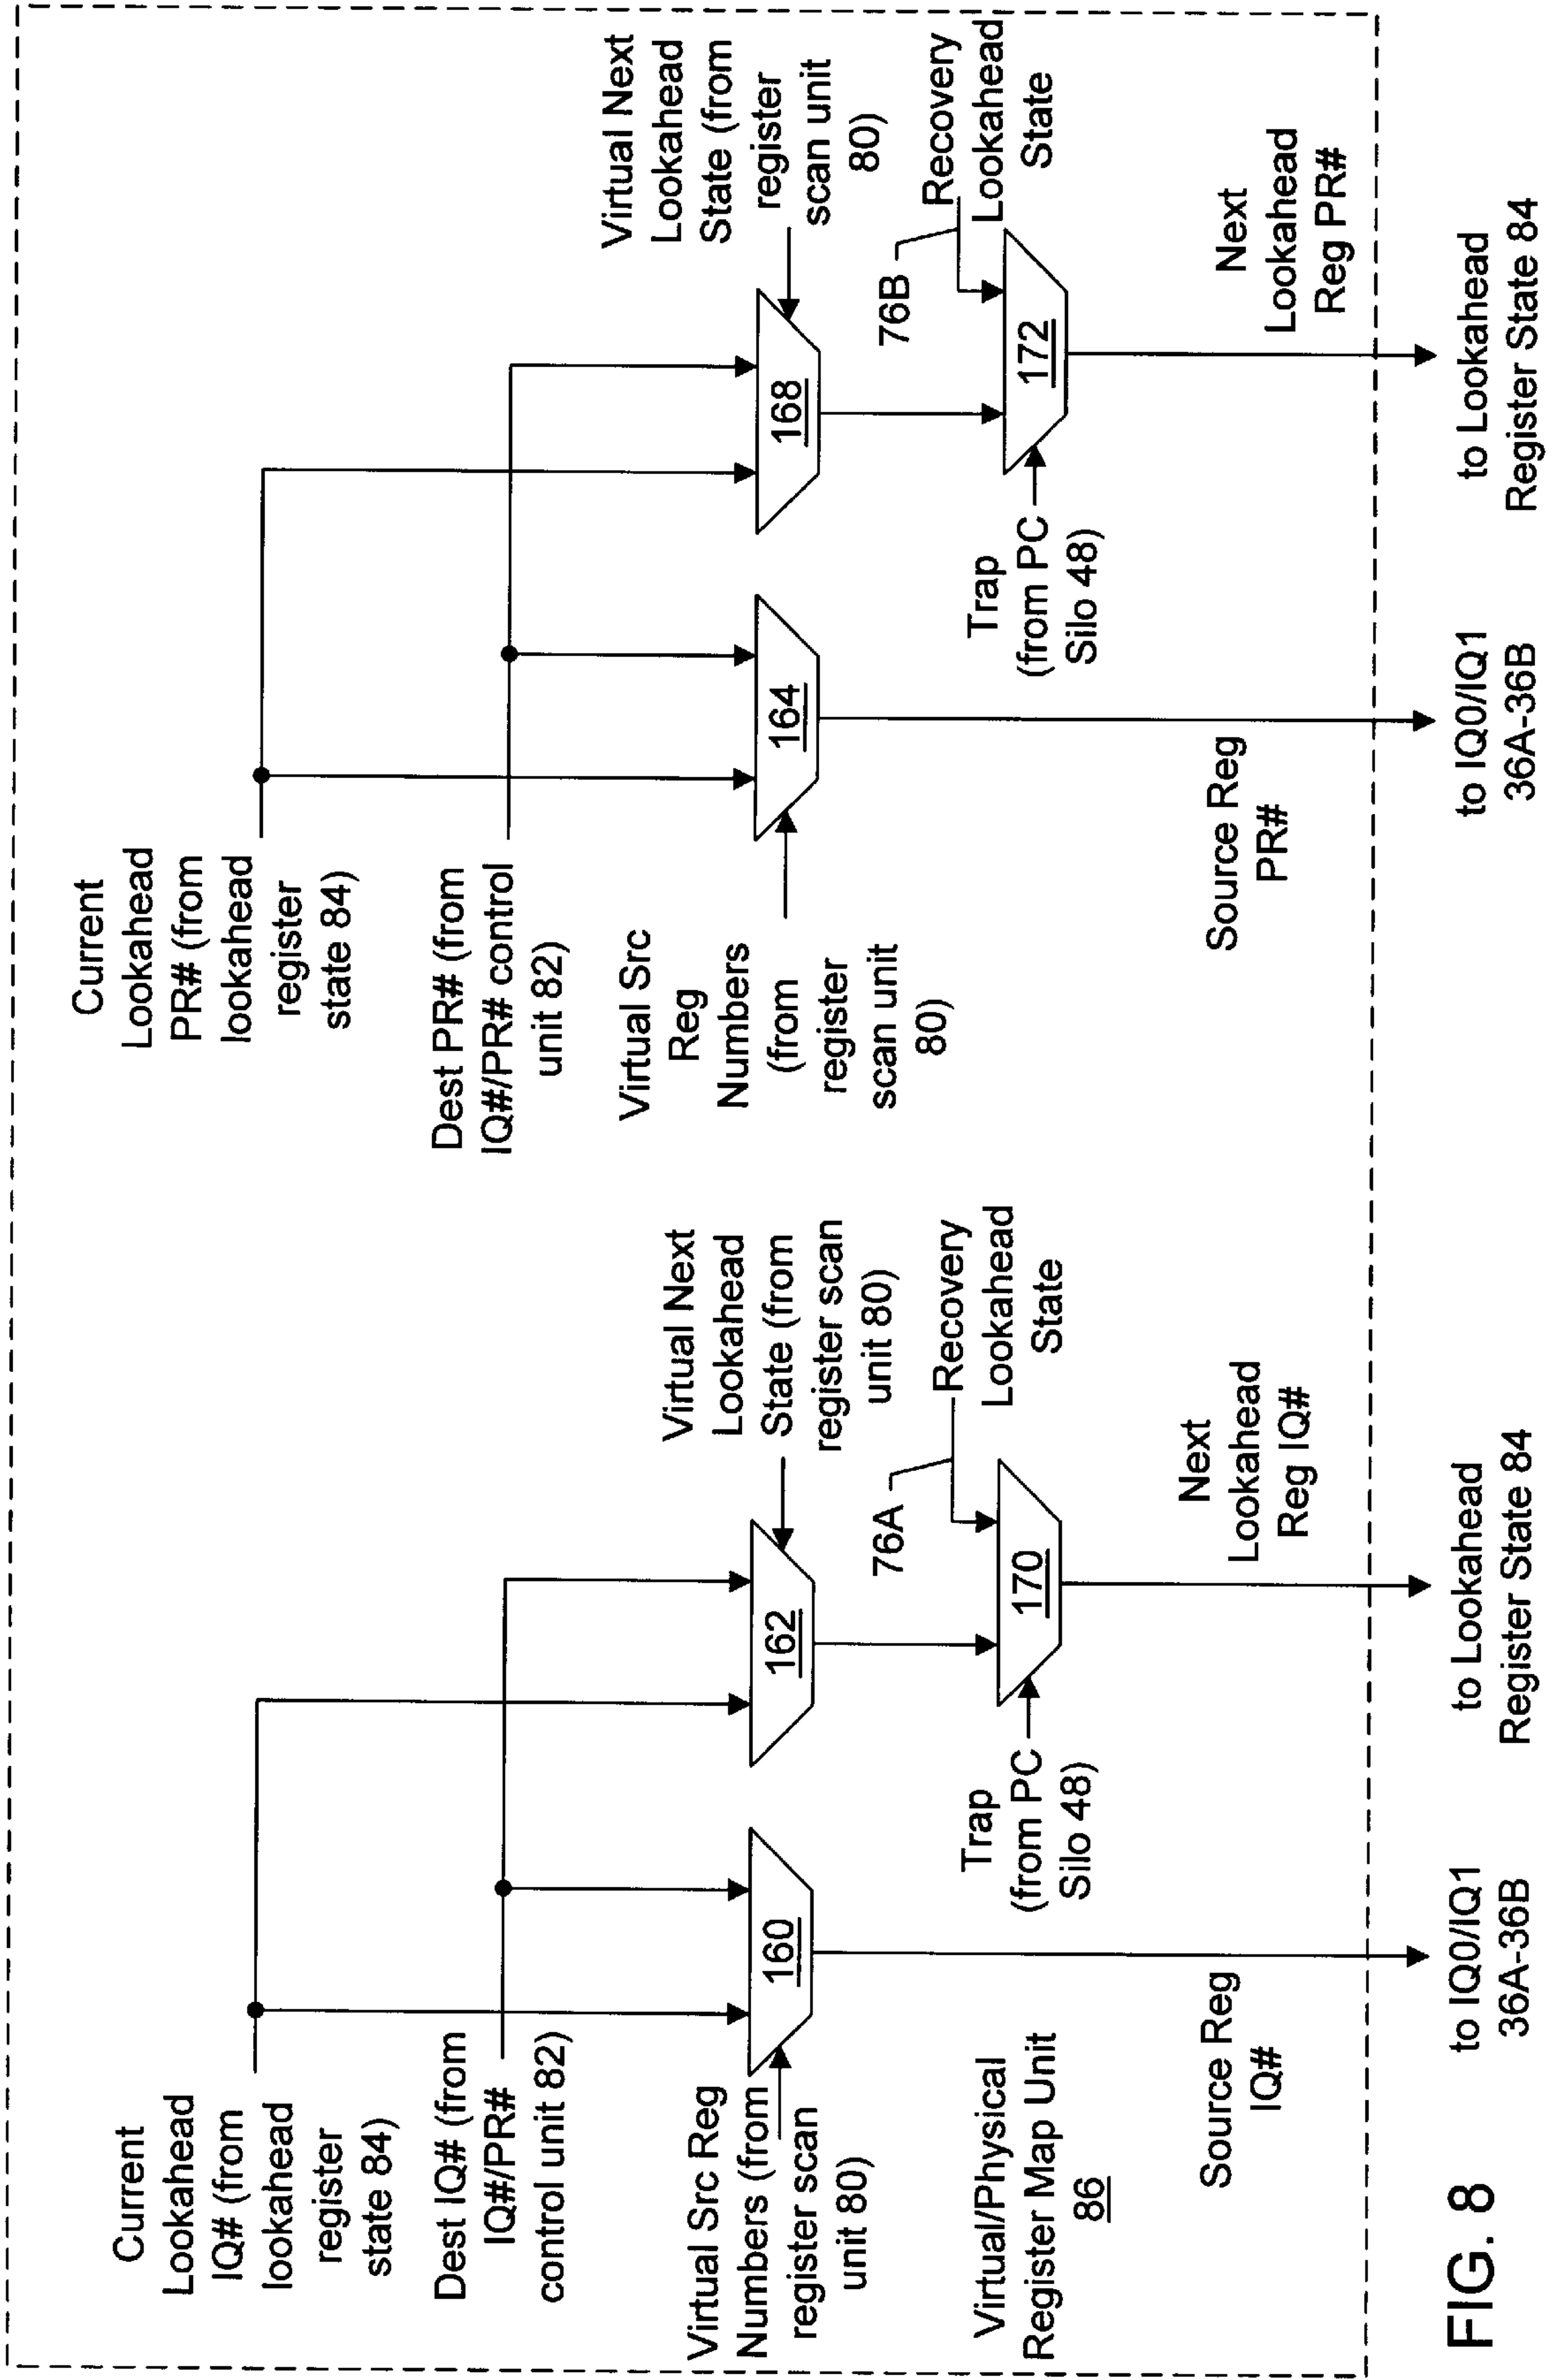 Current
Lookahead
IQ# (from
lookahead
register
state 84)
Dest IQ# (from
IQ#/PR#
control unit 82)
Virtual Src Reg
Numbers (from
register scan
unit 80)
160
162
Virtual Next
Lookahead
State (from
register scan
unit 80)
76A
Recovery
Lookahead
State
Trap
(from PC
Silo 48)
170
Virtual/Physical
Register Map Unit
86
Source Reg
IQ#
Next
Lookahead
Reg IQ#
to IQ0/IQ1
36A-36B
to Lookahead
Register State 84
Current
Lookahead
PR# (from
lookahead
register
state 84)
Dest PR# (from
IQ#/PR# control
unit 82)
Virtual Src
Reg
Numbers
(from
register
scan unit
80)
164
168
Virtual Next
Lookahead
State (from
register
scan unit
80)
76B
Recovery
Lookahead
State
Trap
(from PC
Silo 48)
172
Source Reg
PR#
Next
Lookahead
Reg PR#
to IQ0/IQ1
36A-36B
to Lookahead
Register State 84
FIG. 8